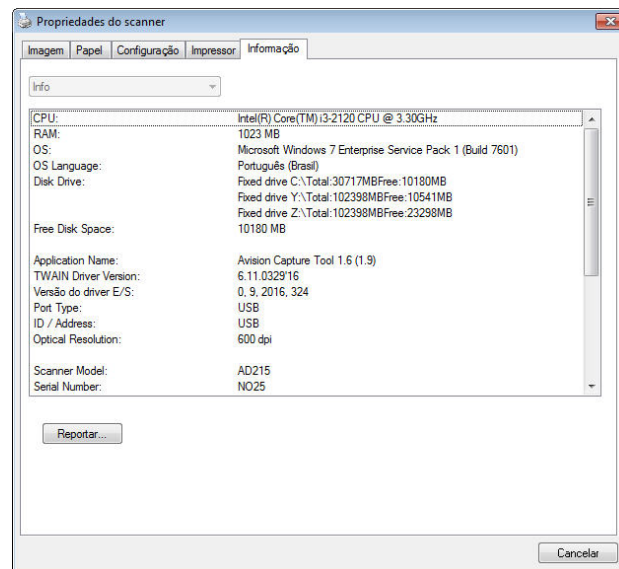 Propriedades do scanner
Imagem Papel Configuração Impressor Informação
Info
CPU: Intel(R) Core(TM) i3-2120 CPU @ 3.30GHz
RAM: 1023 MB
OS: Microsoft Windows 7 Enterprise Service Pack 1 (Build 7601)
OS Language: Português (Brasil)
Disk Drive: Fixed drive C:\Total:30717MBFree:10180MB
Fixed drive Y:\Total:102398MBFree:10541MB
Fixed drive Z:\Total:102398MBFree:23298MB
Free Disk Space: 10180 MB
Application Name: Avision Capture Tool 1.6 (1.9)
TWAIN Driver Version: 6.11.0329'16
Versão do driver E/S: 0, 9, 2016, 324
Port Type: USB
ID / Address: USB
Optical Resolution: 600 dpi
Scanner Model: AD215
Serial Number: NO25
Reportar...
Cancelar